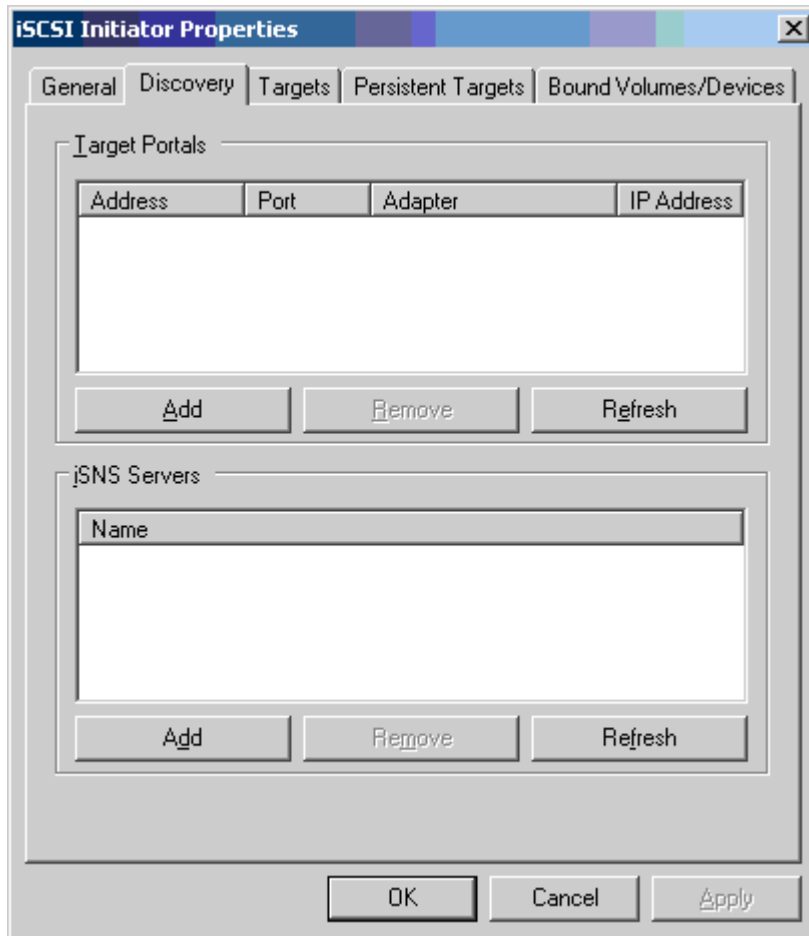 iSCSI Initiator Properties
General Discovery Targets Persistent Targets Bound Volumes/Devices
Target Portals
Address Port Adapter IP Address
Add Remove Refresh
iSNS Servers
Name
Add Remove Refresh
OK Cancel Apply